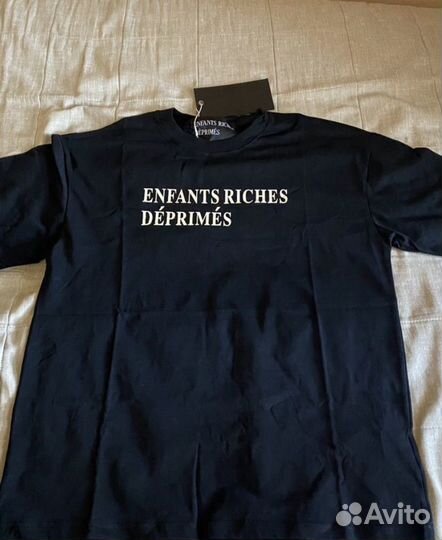 ENFANTS RICHES
DÉPRIMÉS
ENFANTS RICHES
DÉPRIMÉS
Avito